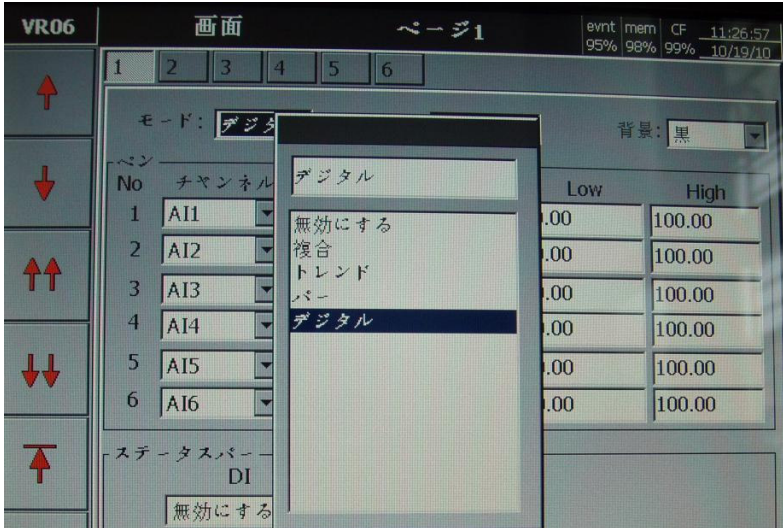 VR06 画面 ページ1 evnt mem CF 11:26:57
95% 98% 99% 10/19/10
1 2 3 4 5 6
モード: デジタ 背景: 黒
ペン
No チャンネル Low High
デジタル
1 AI1 .00 100.00
2 AI2 .00 100.00
3 AI3 .00 100.00
4 AI4 .00 100.00
5 AI5 .00 100.00
6 AI6 .00 100.00
無効にする
複合
トレンド
バー
デジタル
ステータスバー
DI
無効にする